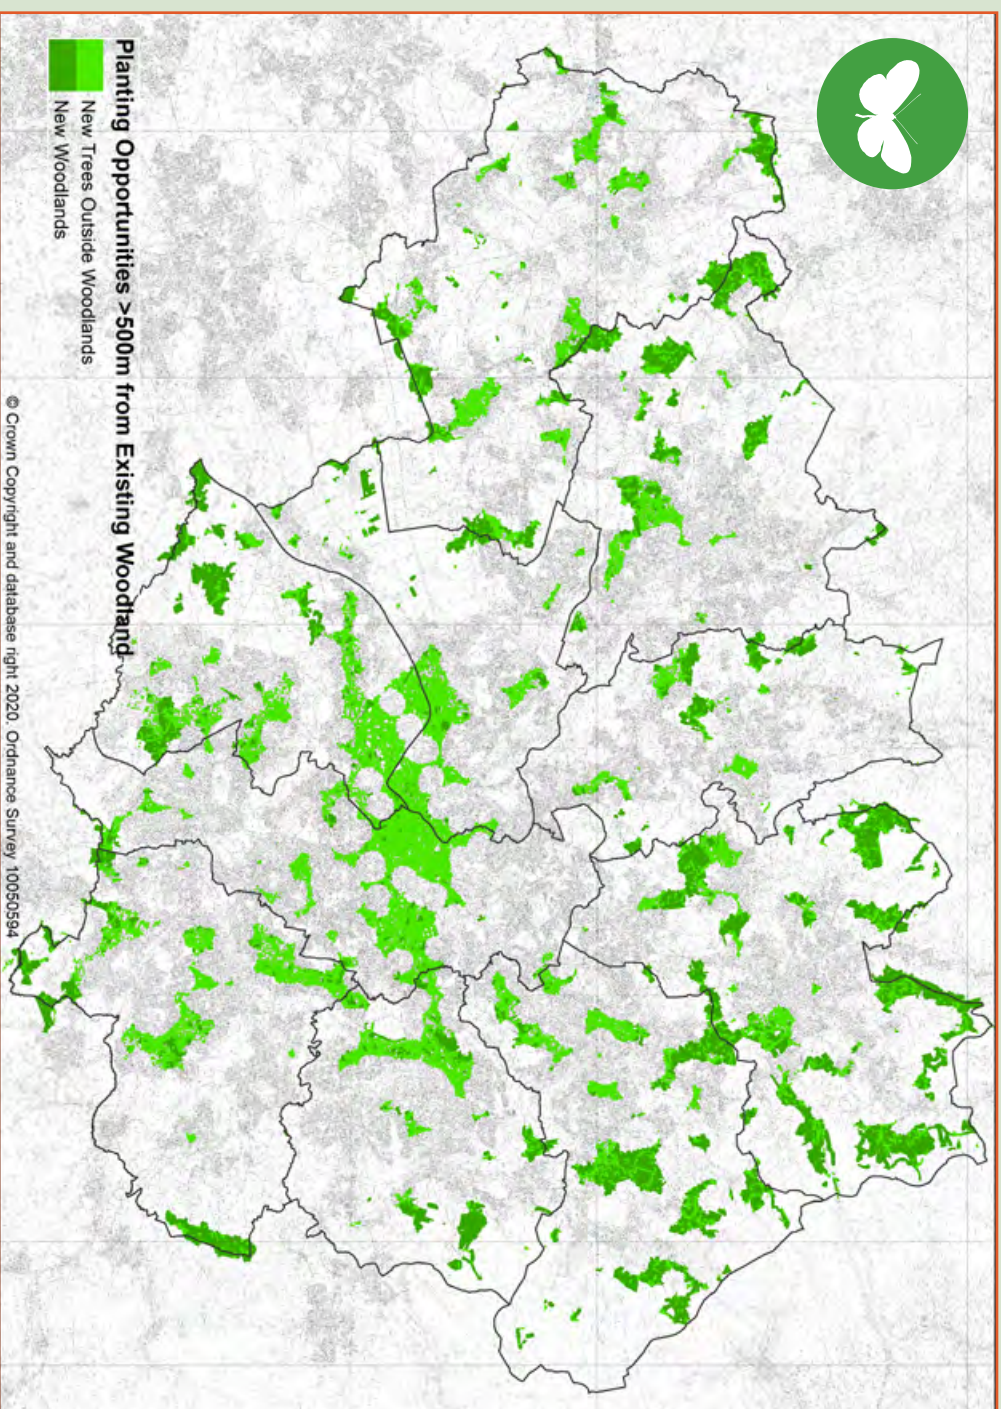 Planting Opportunities >500m from Existing Woodland
New Trees Outside Woodlands
New Woodlands
© Crown Copyright and database right 2020. Ordnance Survey 10050594